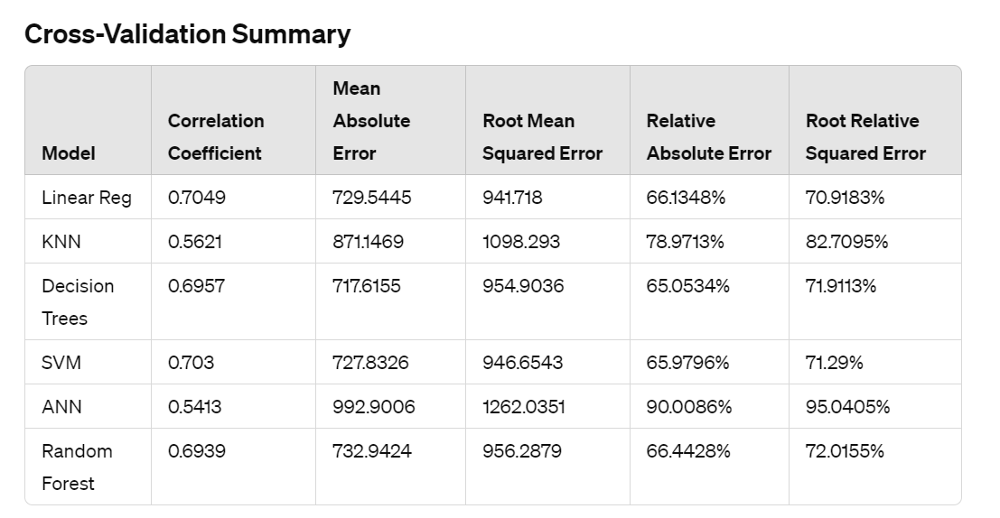 Cross-Validation Summary
Model Correlation Coefficient Mean Absolute Error Root Mean Squared Error Relative Absolute Error Root Relative Squared Error
Linear Reg 0.7049 729.5445 941.718 66.1348% 70.9183%
KNN 0.5621 871.1469 1098.293 78.9713% 82.7095%
Decision Trees 0.6957 717.6155 954.9036 65.0534% 71.9113%
SVM 0.703 727.8326 946.6543 65.9796% 71.29%
ANN 0.5413 992.9006 1262.0351 90.0086% 95.0405%
Random Forest 0.6939 732.9424 956.2879 66.4428% 72.0155%